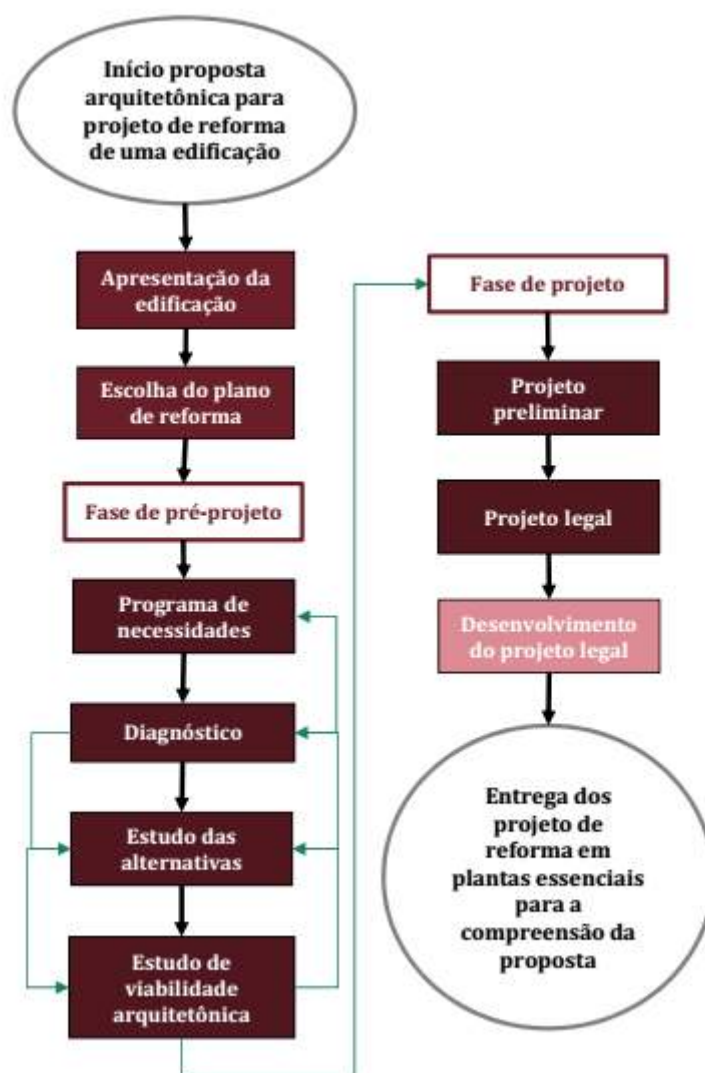 Início proposta
arquitetônica para
projeto de reforma
de uma edificação
Apresentação da
edificação
Escolha do plano
de reforma
Fase de pré-projeto
Programa de
necessidades
Diagnóstico
Estudo das
alternativas
Estudo de
viabilidade
arquitetônica
Fase de projeto
Projeto
preliminar
Projeto legal
Desenvolvimento
do projeto legal
Entrega dos
projeto de
reforma em
plantas essenciais
para a
compreensão da
proposta